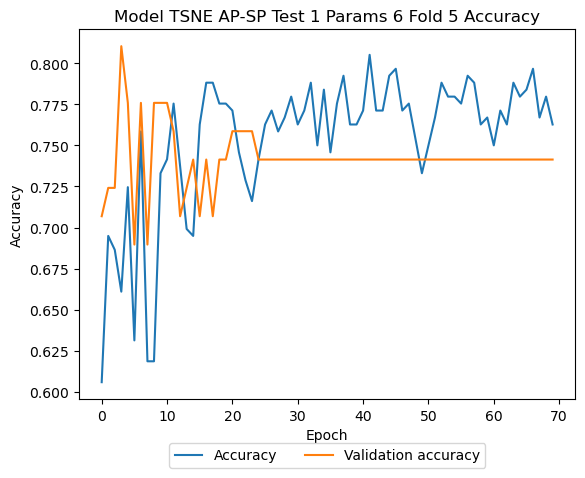 Model TSNE AP-SP Test 1 Params 6 Fold 5 Accuracy
0.800
0.775
0.750
0.725
0.700
0.675
0.650
0.625
0.600
Accuracy
0 10 20 30 40 50 60 70
Epoch
Accuracy Validation accuracy